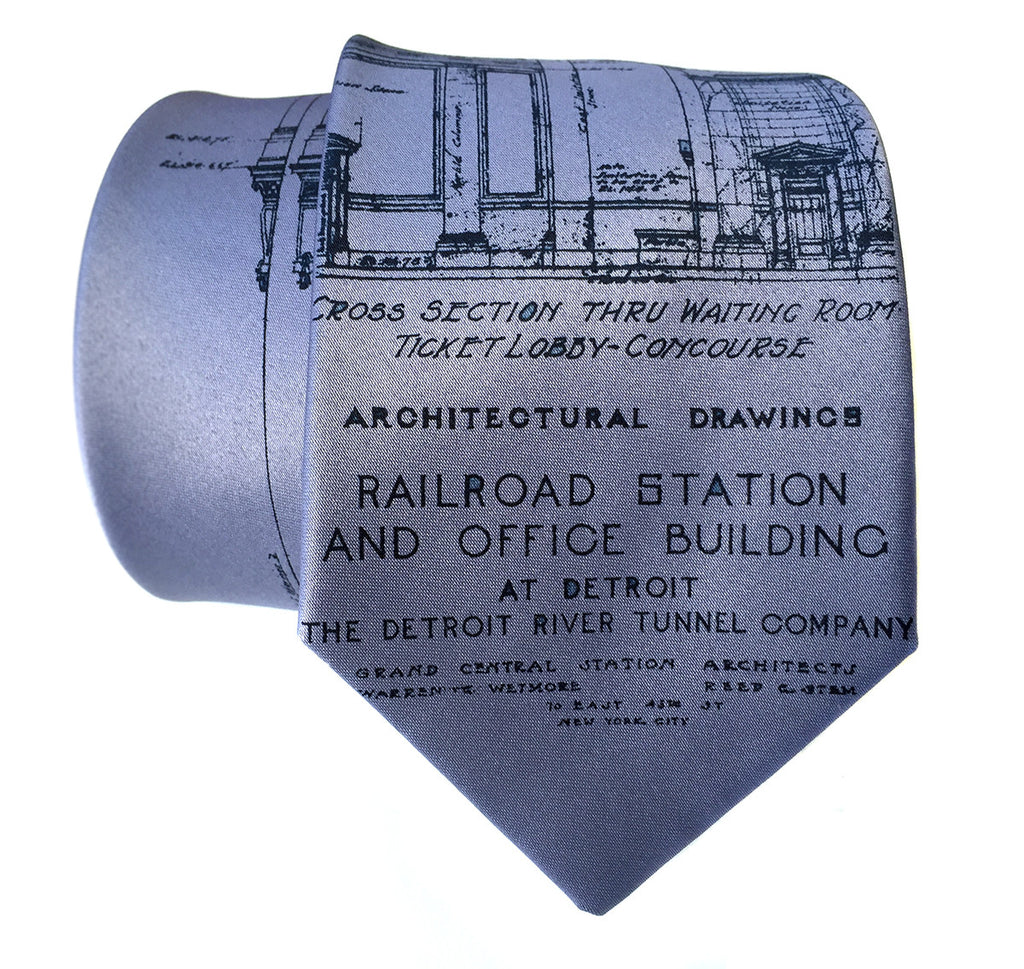 CROSS SECTION THRU WAITING ROOM-
TICKET LOBBY-CONCOURSE
ARCHITECTURAL DRAWINGS
RAILROAD STATION
AND OFFICE BUILDING
AT DETROIT
THE DETROIT RIVER TUNNEL COMPANY
GRAND CENTRAL STATION ARCHITECTS
WARREN & WETMORE REED & STEM
70 EAST 45TH ST
NEW YORK CITY